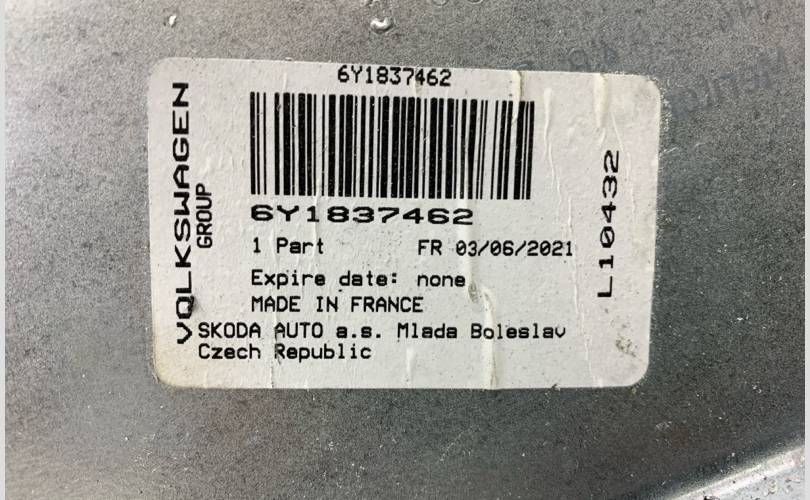 6Y1837462
VOLKSWAGEN
GROUP
6Y1837462
1 Part FR 03/06/2021
Expire date: none
MADE IN FRANCE
SKODA AUTO a.s. Mlada Boleslav
Czech Republic
L10432